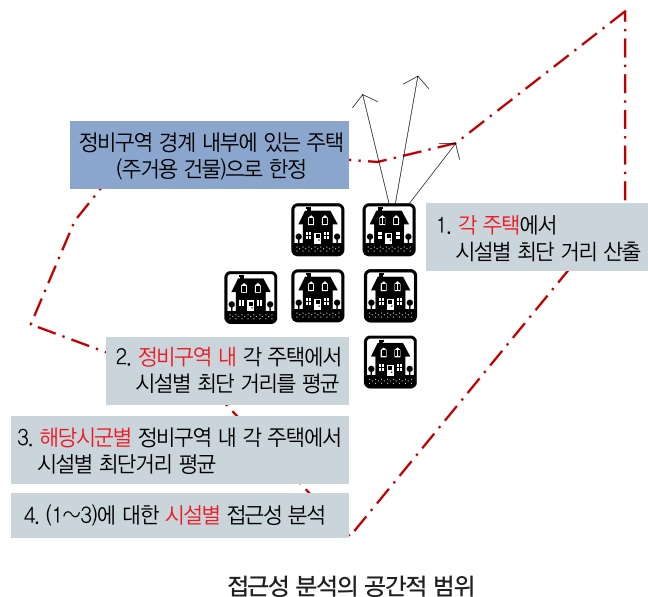 정비구역 경계 내부에 있는 주택
(주거용 건물)으로 한정
1. 각 주택에서
시설별 최단 거리 산출
2. 정비구역 내 각 주택에서
시설별 최단 거리를 평균
3. 해당시군별 정비구역 내 각 주택에서
시설별 최단거리 평균
4. (1~3)에 대한 시설별 접근성 분석
접근성 분석의 공간적 범위